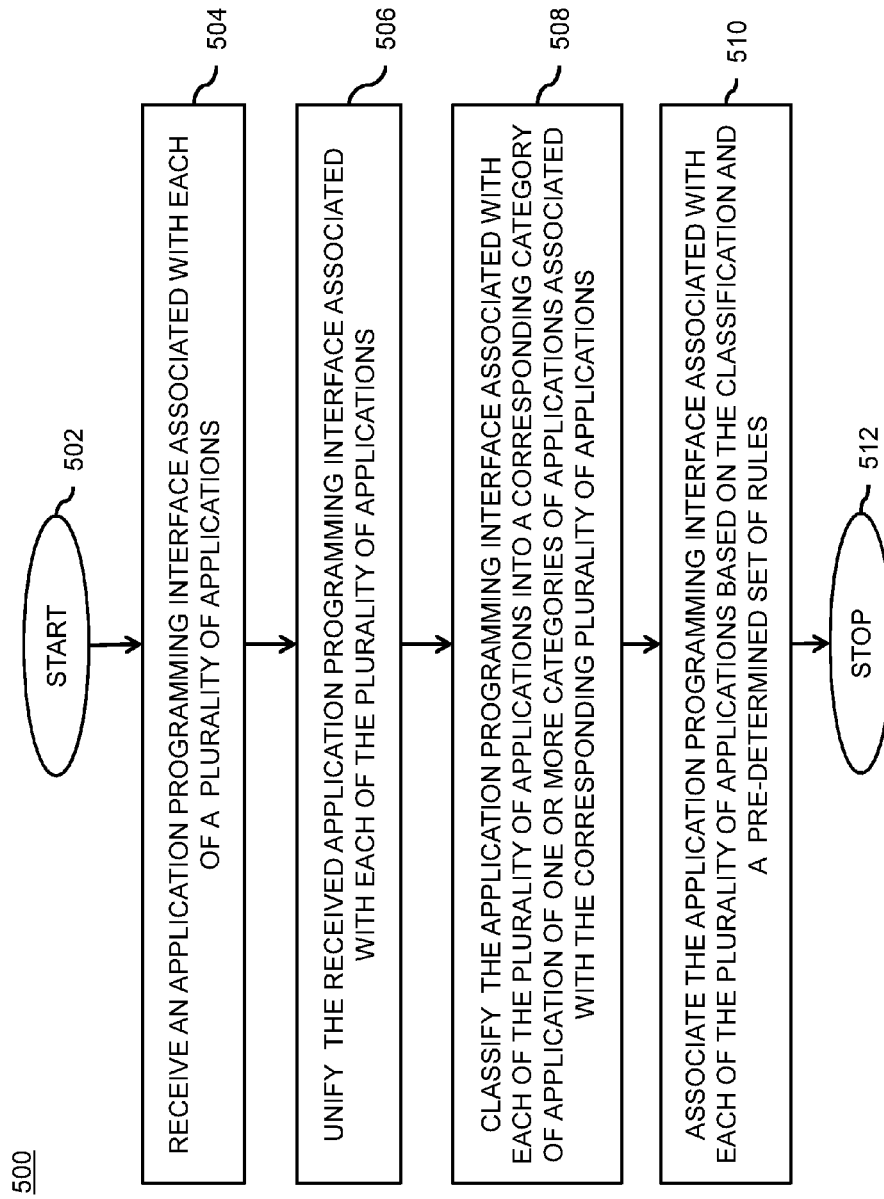 500
START
502
RECEIVE AN APPLICATION PROGRAMMING INTERFACE ASSOCIATED WITH EACH
OF A PLURALITY OF APPLICATIONS
504
UNIFY THE RECEIVED APPLICATION PROGRAMMING INTERFACE ASSOCIATED
WITH EACH OF THE PLURALITY OF APPLICATIONS
506
CLASSIFY THE APPLICATION PROGRAMMING INTERFACE ASSOCIATED WITH
EACH OF THE PLURALITY OF APPLICATIONS INTO A CORRESPONDING CATEGORY
OF APPLICATION OF ONE OR MORE CATEGORIES OF APPLICATIONS ASSOCIATED
WITH THE CORRESPONDING PLURALITY OF APPLICATIONS
508
ASSOCIATE THE APPLICATION PROGRAMMING INTERFACE ASSOCIATED WITH
EACH OF THE PLURALITY OF APPLICATIONS BASED ON THE CLASSIFICATION AND
A PRE-DETERMINED SET OF RULES
510
STOP
512